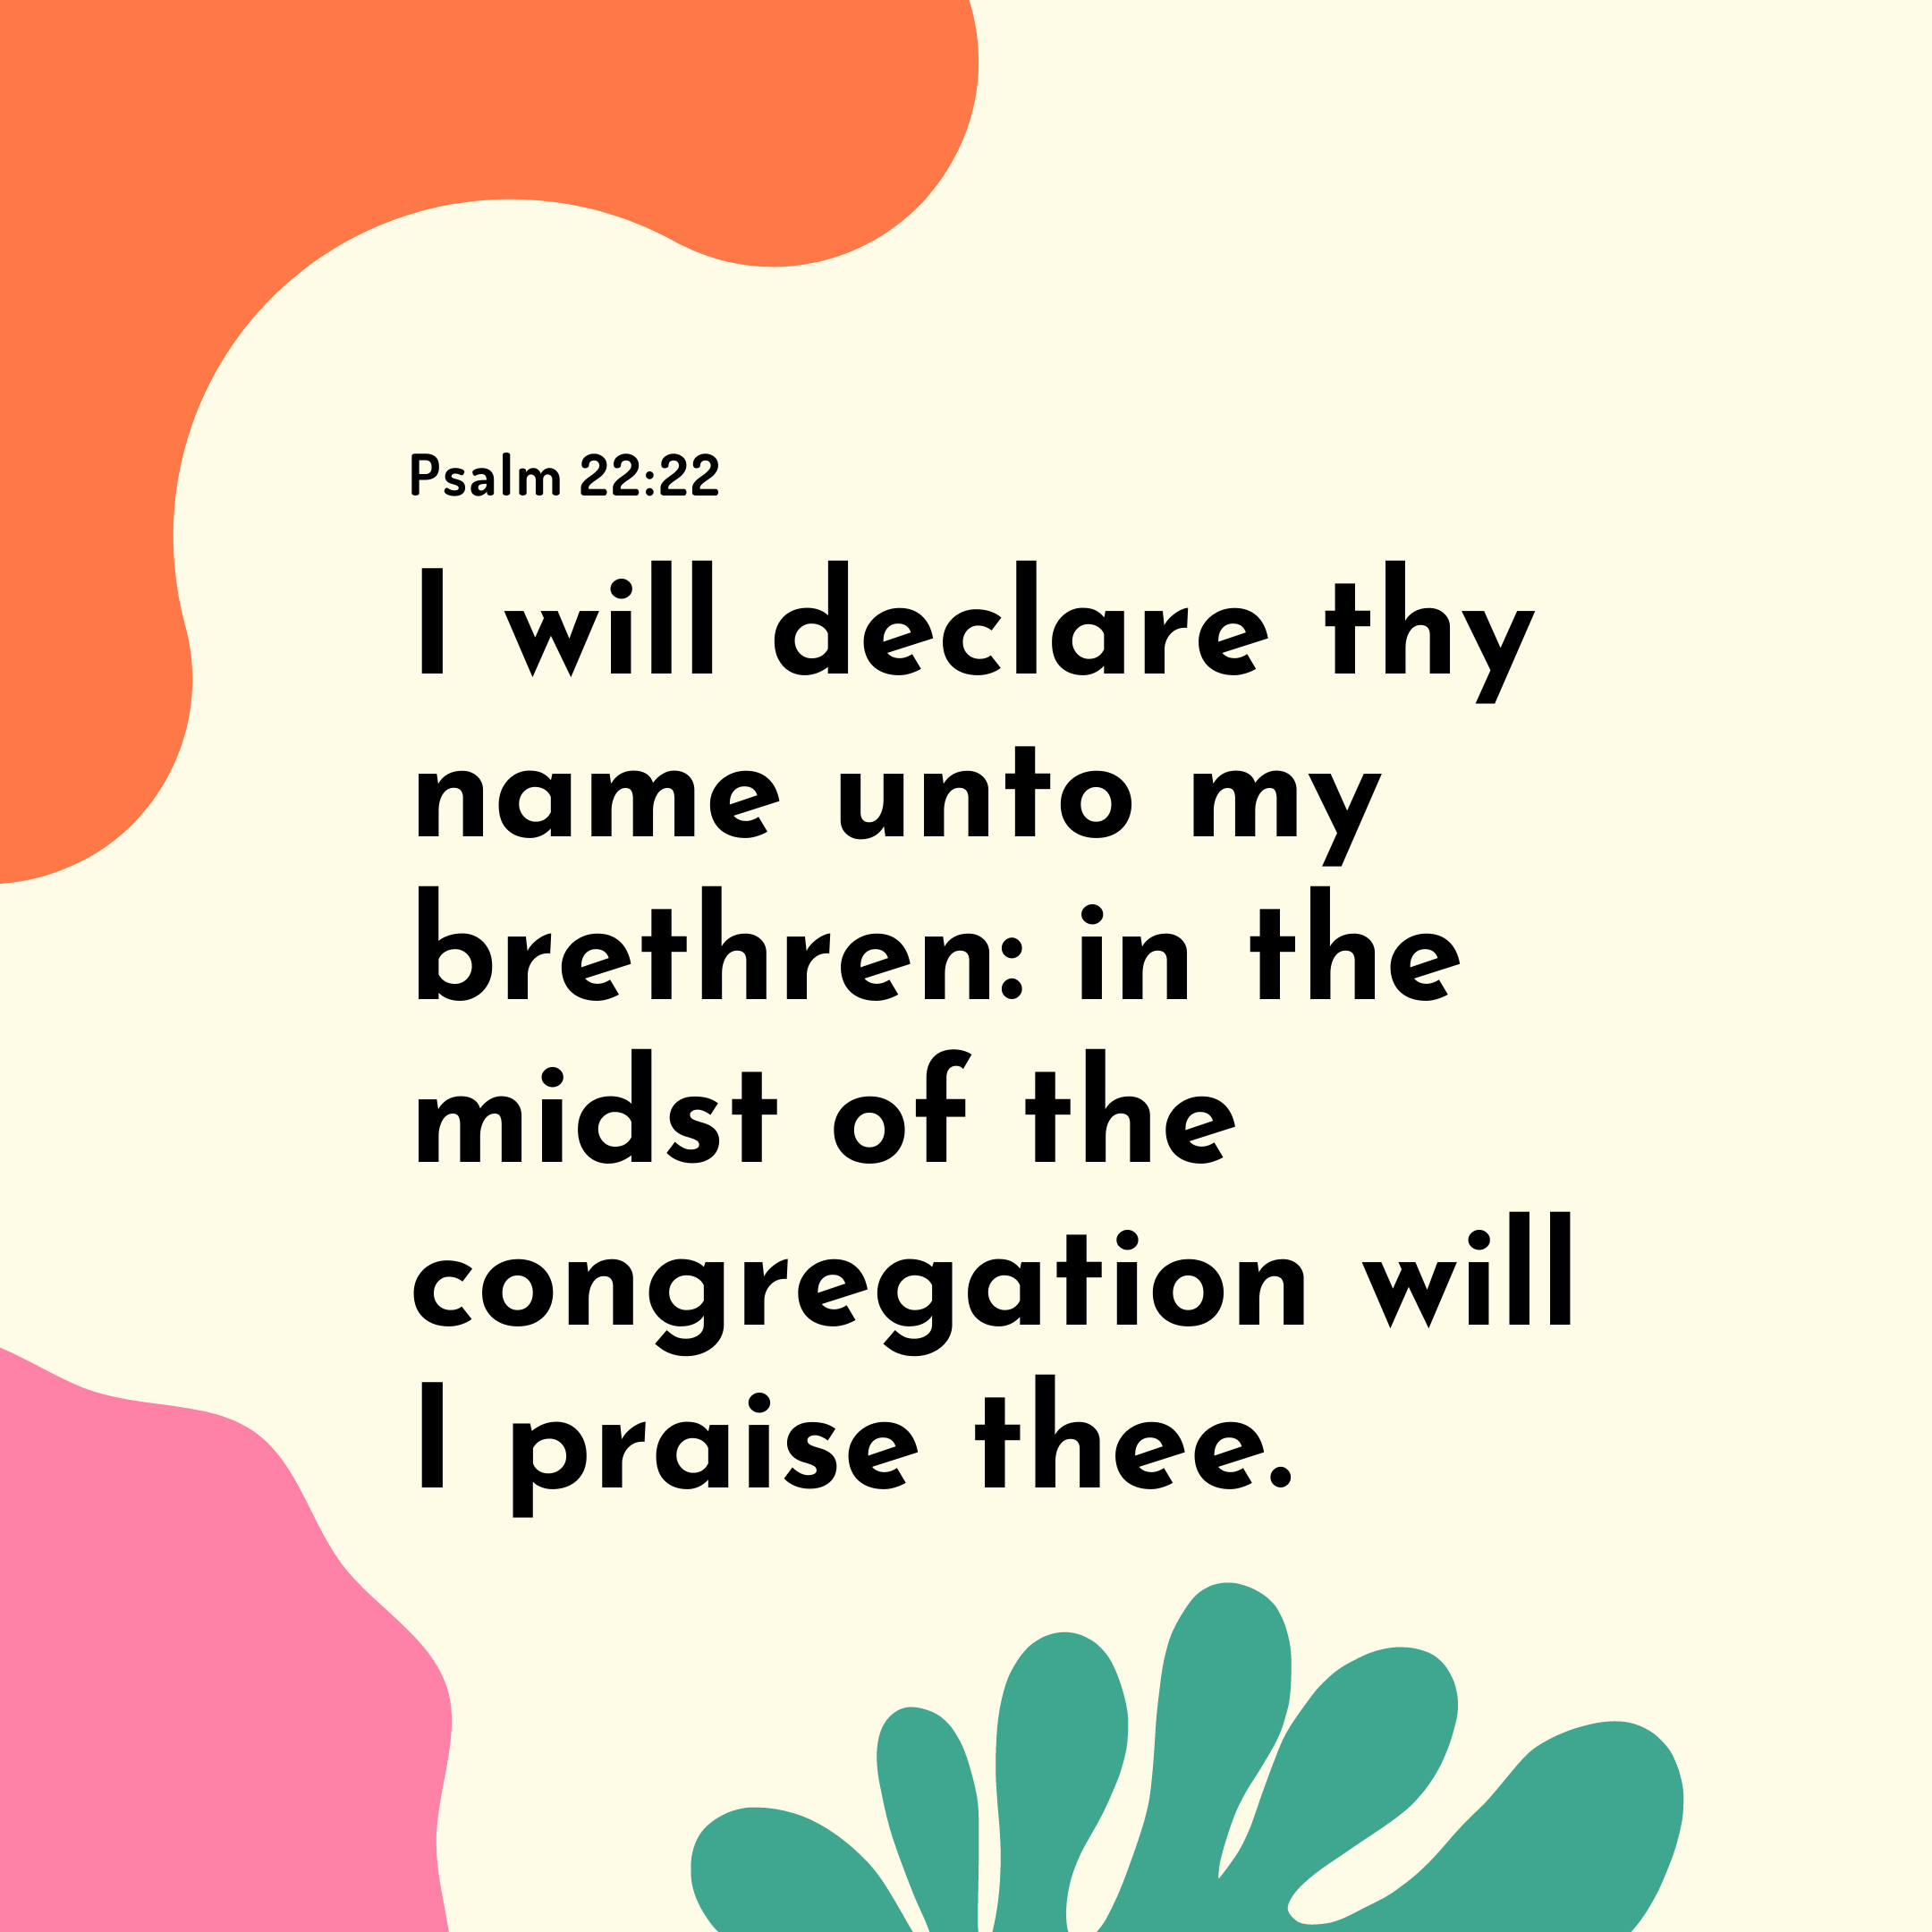 Psalm 22:22
I will declare thy
name unto my
brethren: in the
midst of the
congregation will
I praise thee.